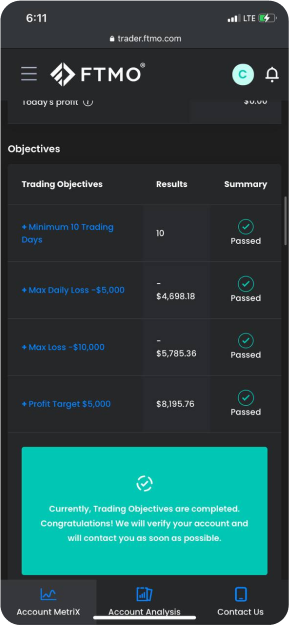 6:11
LTE
trader.ftmo.com
FTMO®
C
Today's profit
$0.00
Objectives
Trading Objectives Results Summary
+ Minimum 10 Trading
Days
10
Passed
+ Max Daily Loss -$5,000
-
$4,698.18
Passed
+ Max Loss -$10,000
-
$5,785.36
Passed
+ Profit Target $5,000
$8,195.76
Passed
Currently, Trading Objectives are completed.
Congratulations! We will verify your account and
will contact you as soon as possible.
Account MetriX Account Analysis Contact Us